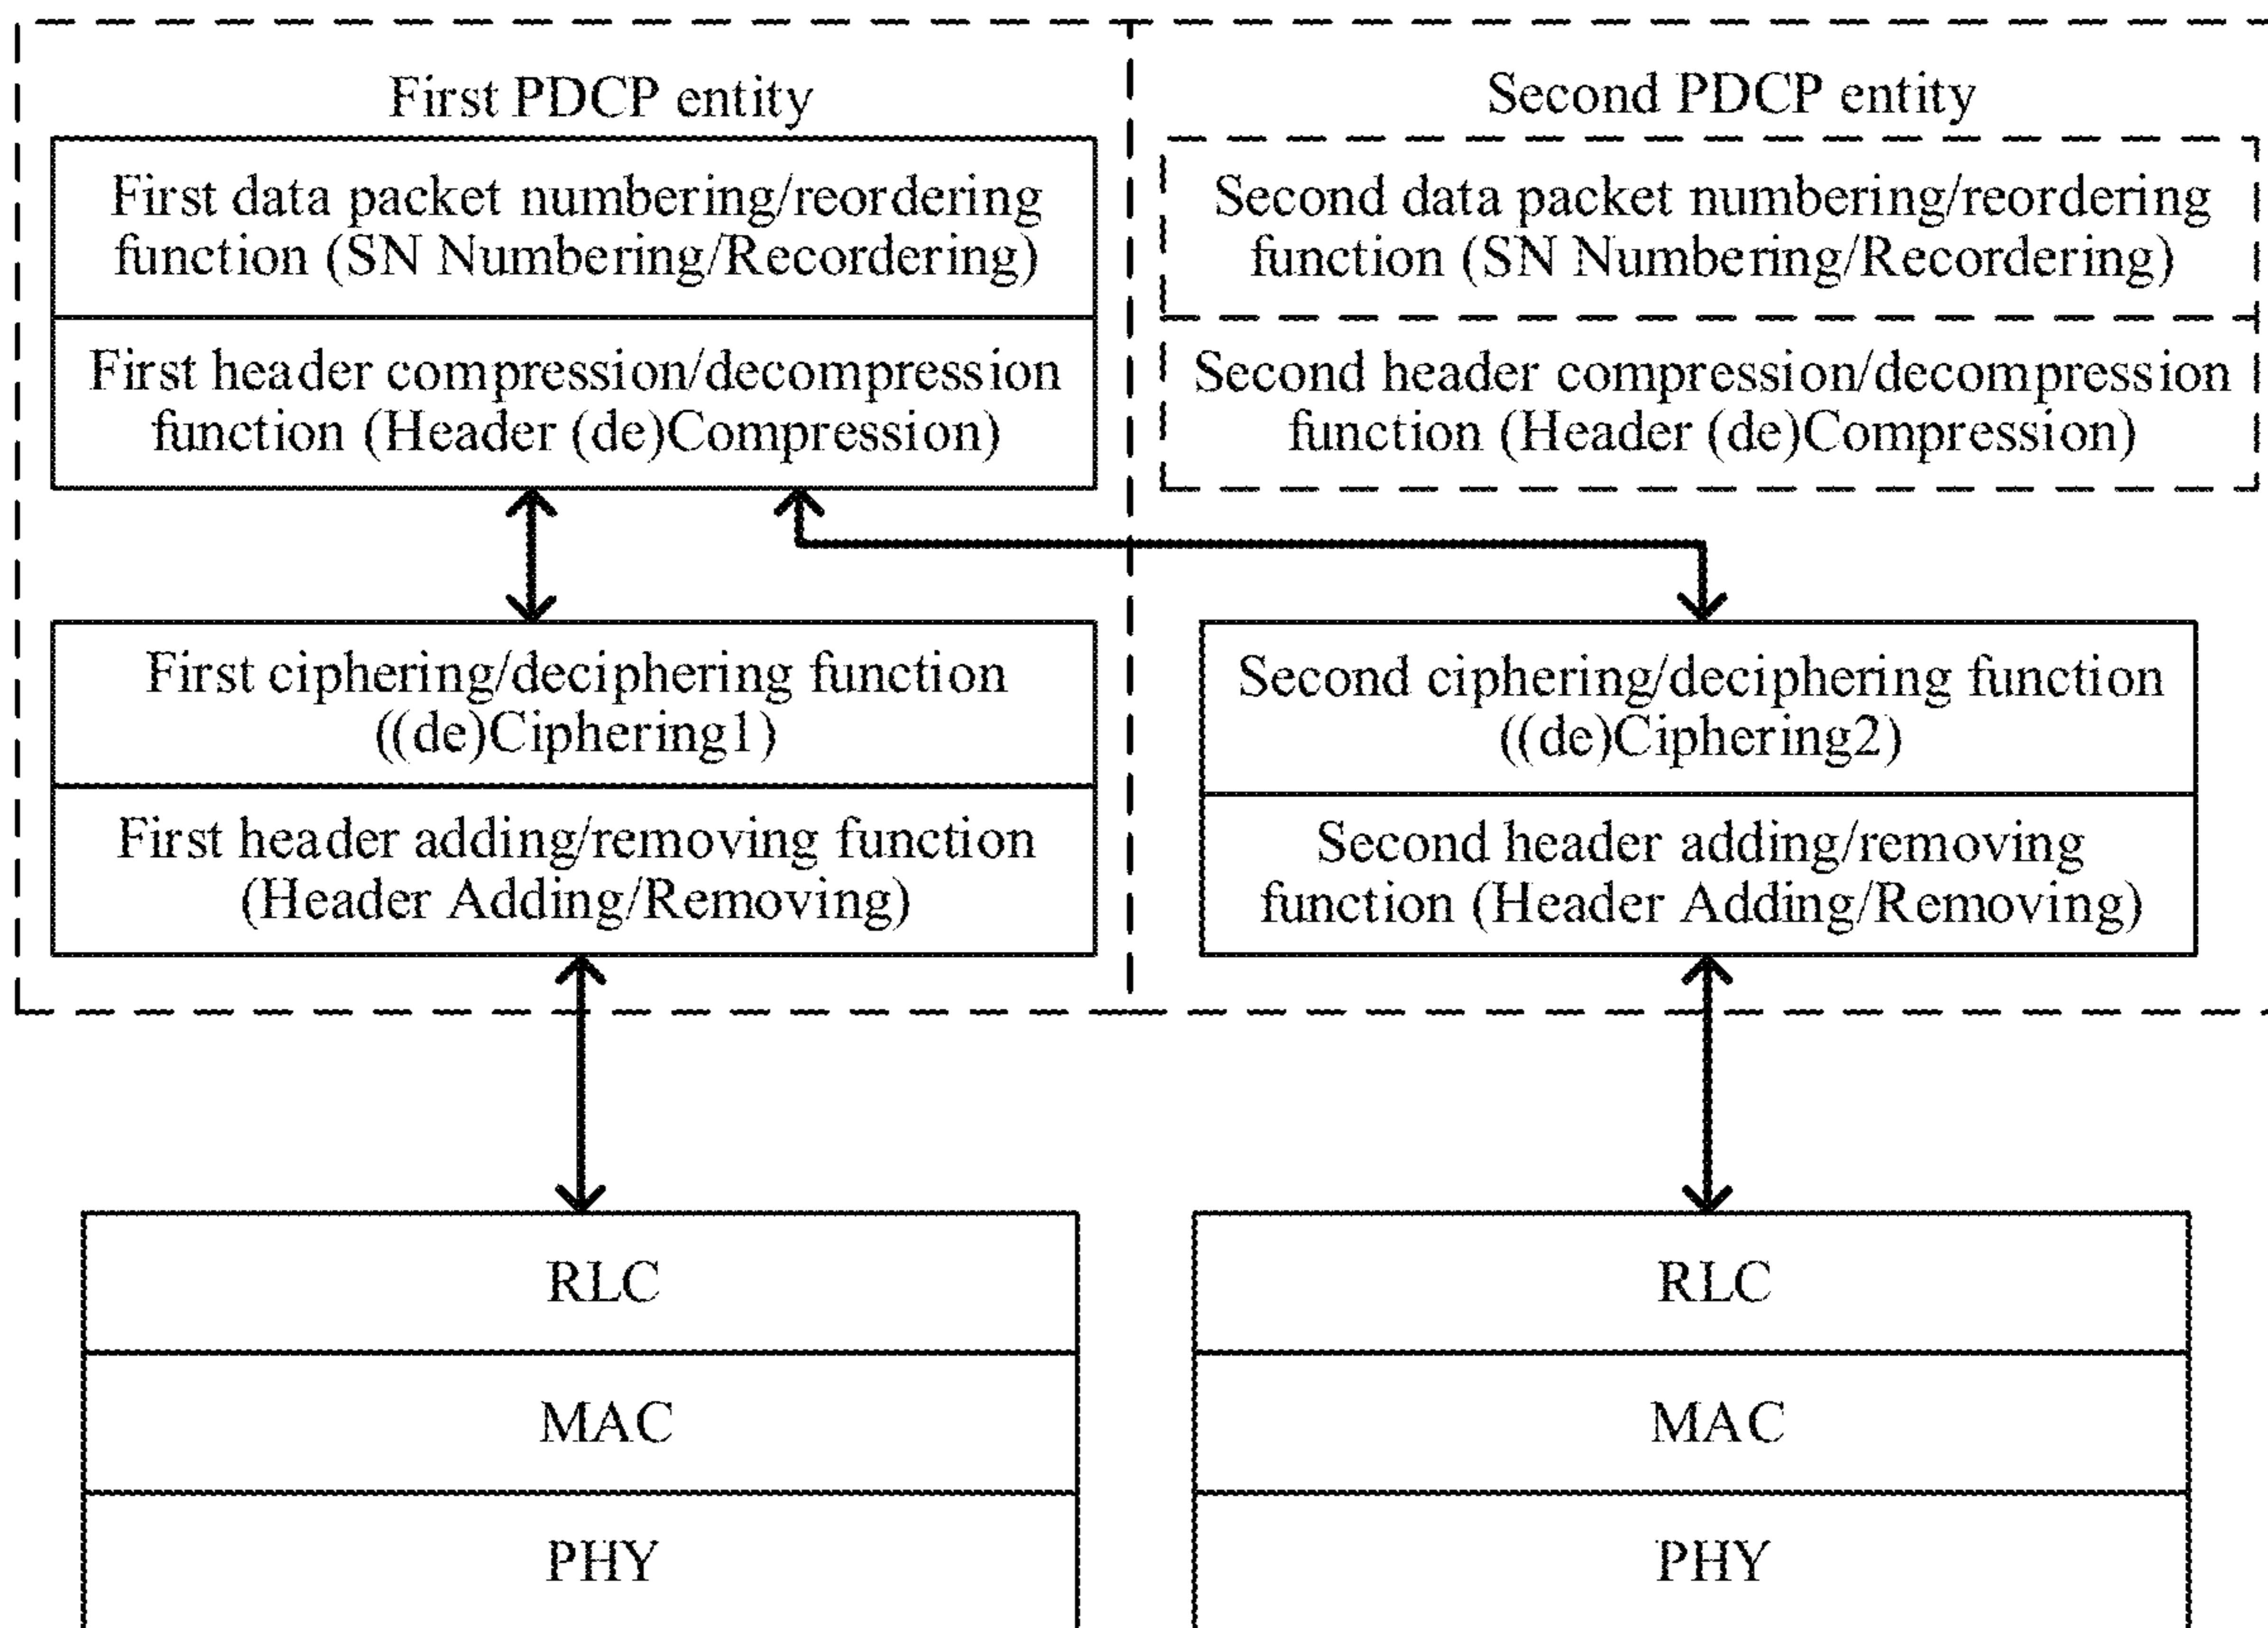 First PDCP entity
First data packet numbering/reordering
function (SN Numbering/Recordering)
First header compression/decompression
function (Header (de)Compression)
First ciphering/deciphering function
((de)Ciphering1)
First header adding/removing function
(Header Adding/Removing)
RLC
MAC
PHY
Second PDCP entity
Second data packet numbering/reordering
function (SN Numbering/Recordering)
Second header compression/decompression
function (Header (de)Compression)
Second ciphering/deciphering function
((de)Ciphering2)
Second header adding/removing
function (Header Adding/Removing)
RLC
MAC
PHY